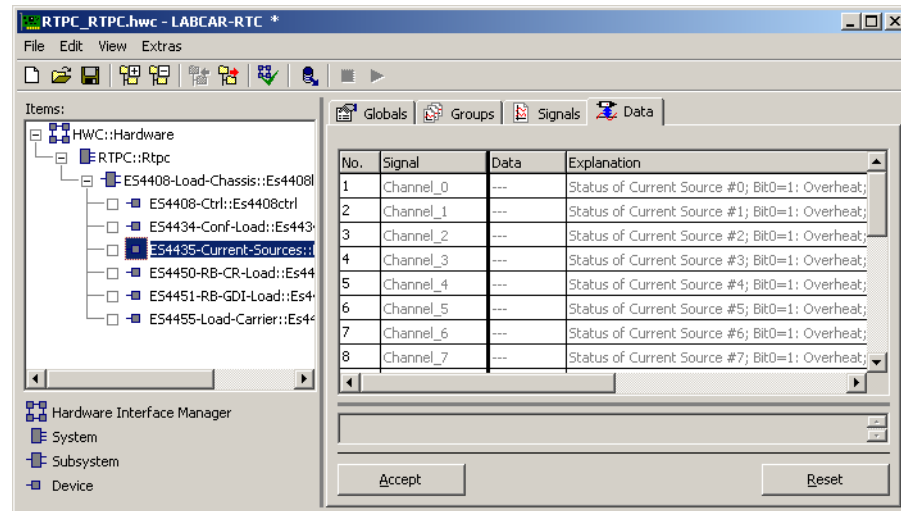 RTPC_RTPC.hwc - LABCAR-RTC *
File Edit View Extras
Items:
HWC::Hardware
RTPC::Rtpc
ES4408-Load-Chassis::Es4408l
ES4408-Ctrl::Es4408ctrl
ES4434-Conf-Load::Es443
ES4435-Current-Sources::
ES4450-RB-CR-Load::Es44
ES4451-RB-GDI-Load::Es4
ES4455-Load-Carrier::Es44
Hardware Interface Manager
System
Subsystem
Device
Globals Groups Signals Data
No. Signal Data Explanation
1 Channel_0 --- Status of Current Source #0; Bit0=1: Overheat;
2 Channel_1 --- Status of Current Source #1; Bit0=1: Overheat;
3 Channel_2 --- Status of Current Source #2; Bit0=1: Overheat;
4 Channel_3 --- Status of Current Source #3; Bit0=1: Overheat;
5 Channel_4 --- Status of Current Source #4; Bit0=1: Overheat;
6 Channel_5 --- Status of Current Source #5; Bit0=1: Overheat;
7 Channel_6 --- Status of Current Source #6; Bit0=1: Overheat;
8 Channel_7 --- Status of Current Source #7; Bit0=1: Overheat;
Accept Reset